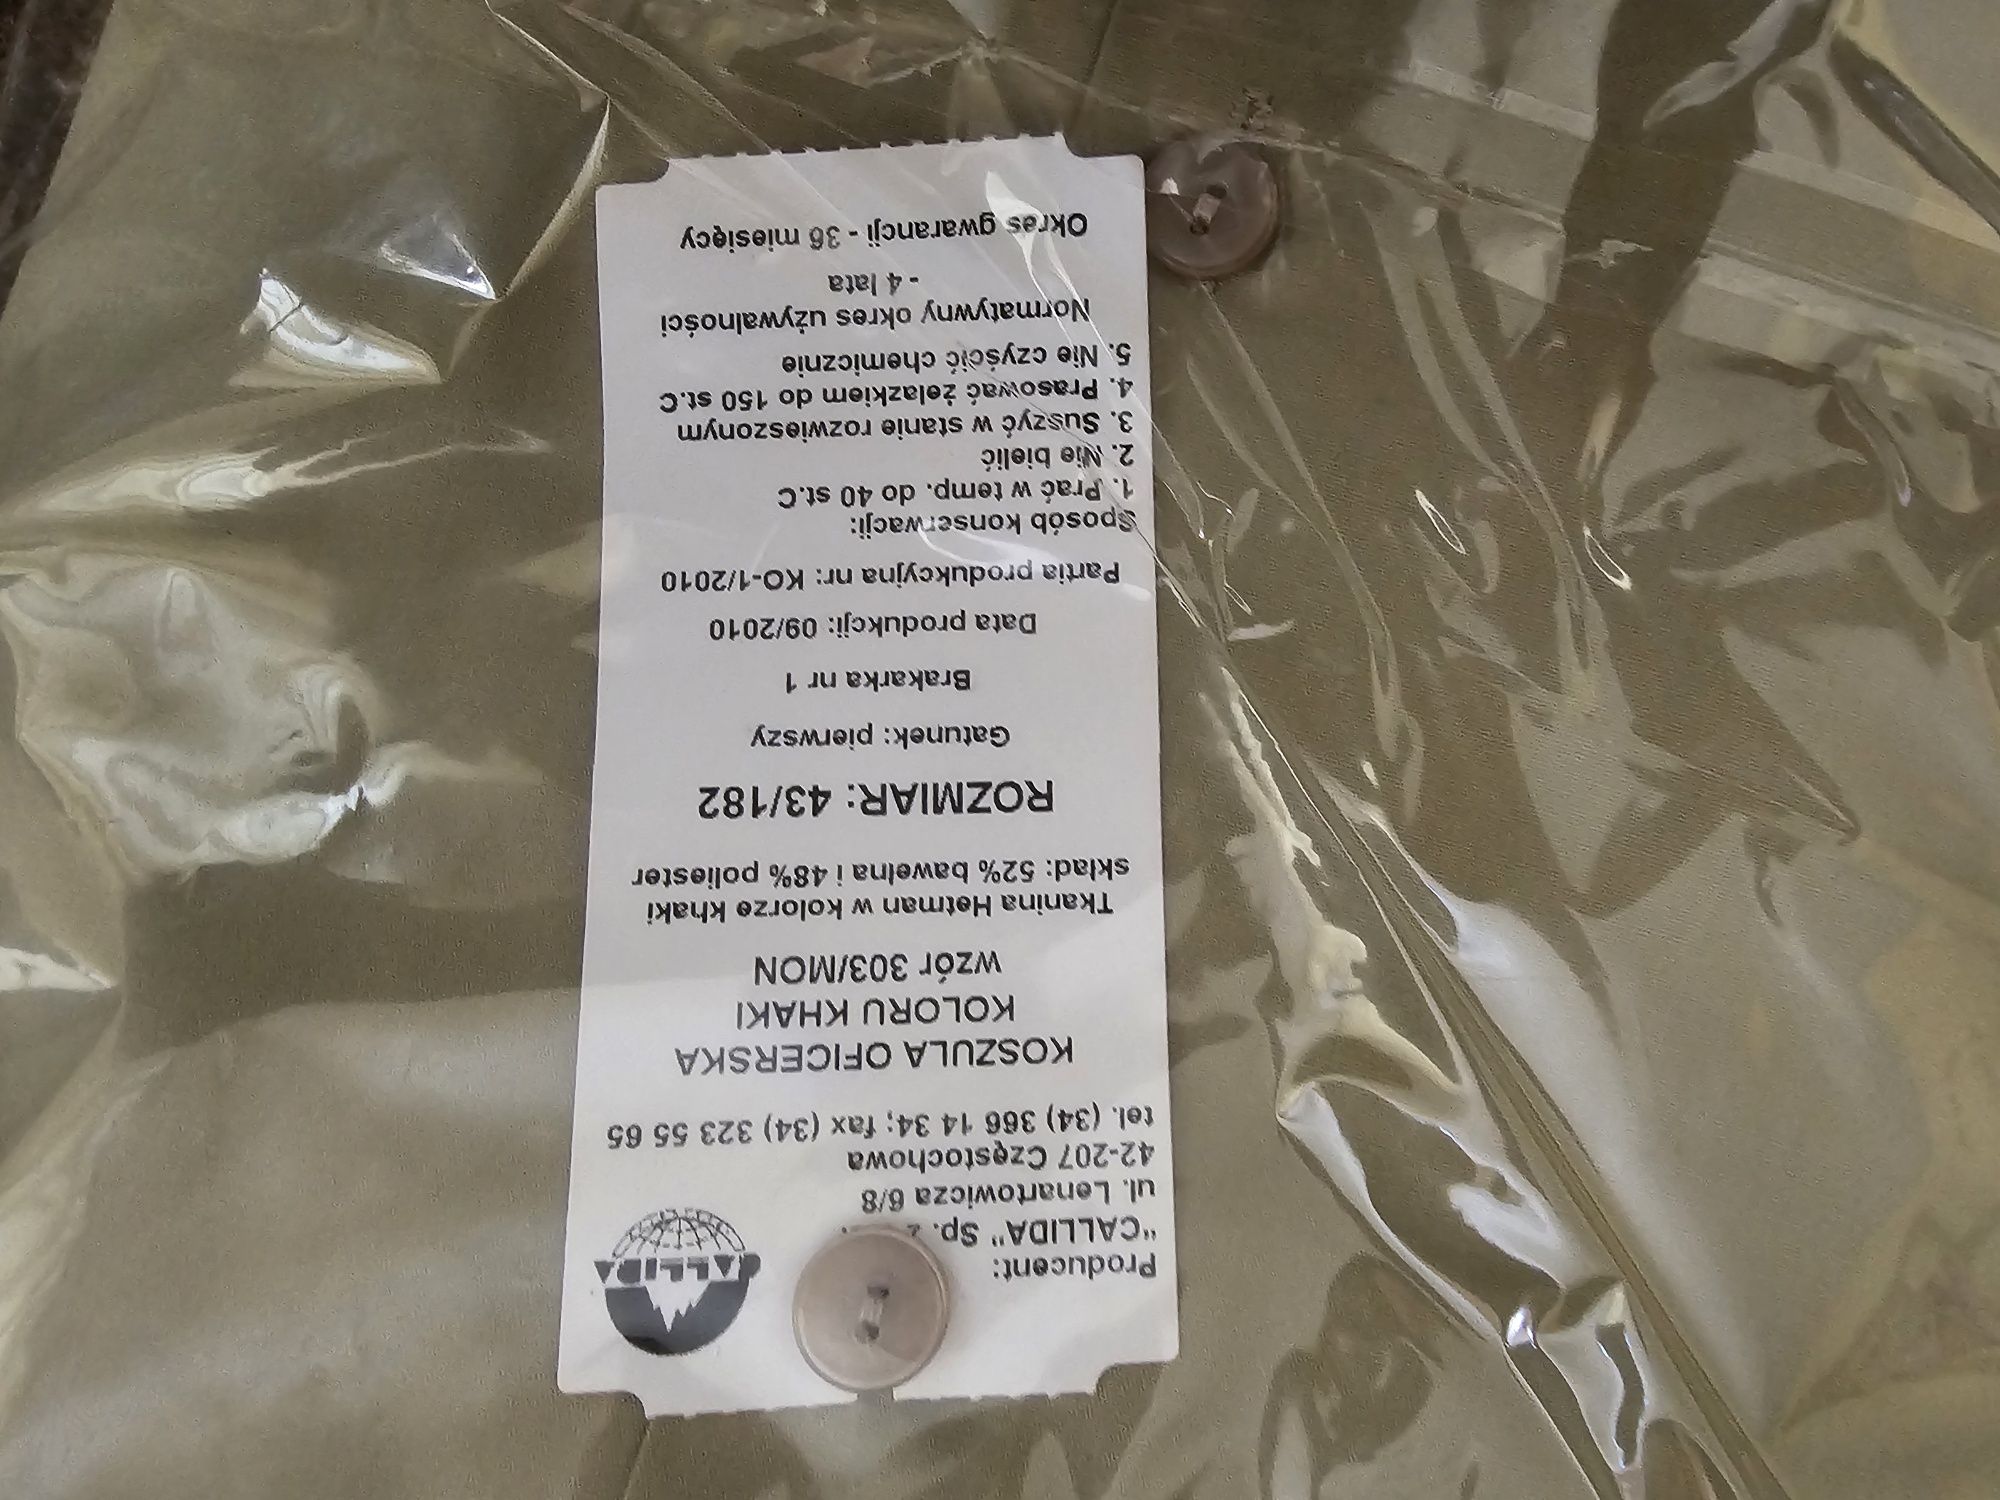 Producent:
"CALLIDA" Sp.
ul. Lenartowicza 6/8
42-207 Częstochowa
tel. (34) 366 14 34; fax (34) 323 55 65
CALLIDA
KOSZULA OFICERSKA
KOLORU KHAKI
wzór 303/MON
Tkanina Hetman w kolorze khaki
skład: 52% bawełna i 48% poliester
ROZMIAR: 43/182
Gatunek: pierwszy
Brakarka nr 1
Data produkcji: 09/2010
Partia produkcyjna nr: KO-1/2010
Sposób konserwacji:
1. Prać w temp. do 40 st.C
2. Nie bielić
3. Suszyć w stanie rozwieszonym
4. Prasować żelazkiem do 150 st.C
5. Nie czyścić chemicznie
Normatywny okres używalności
- 4 lata
Okres gwarancji - 36 miesięcy